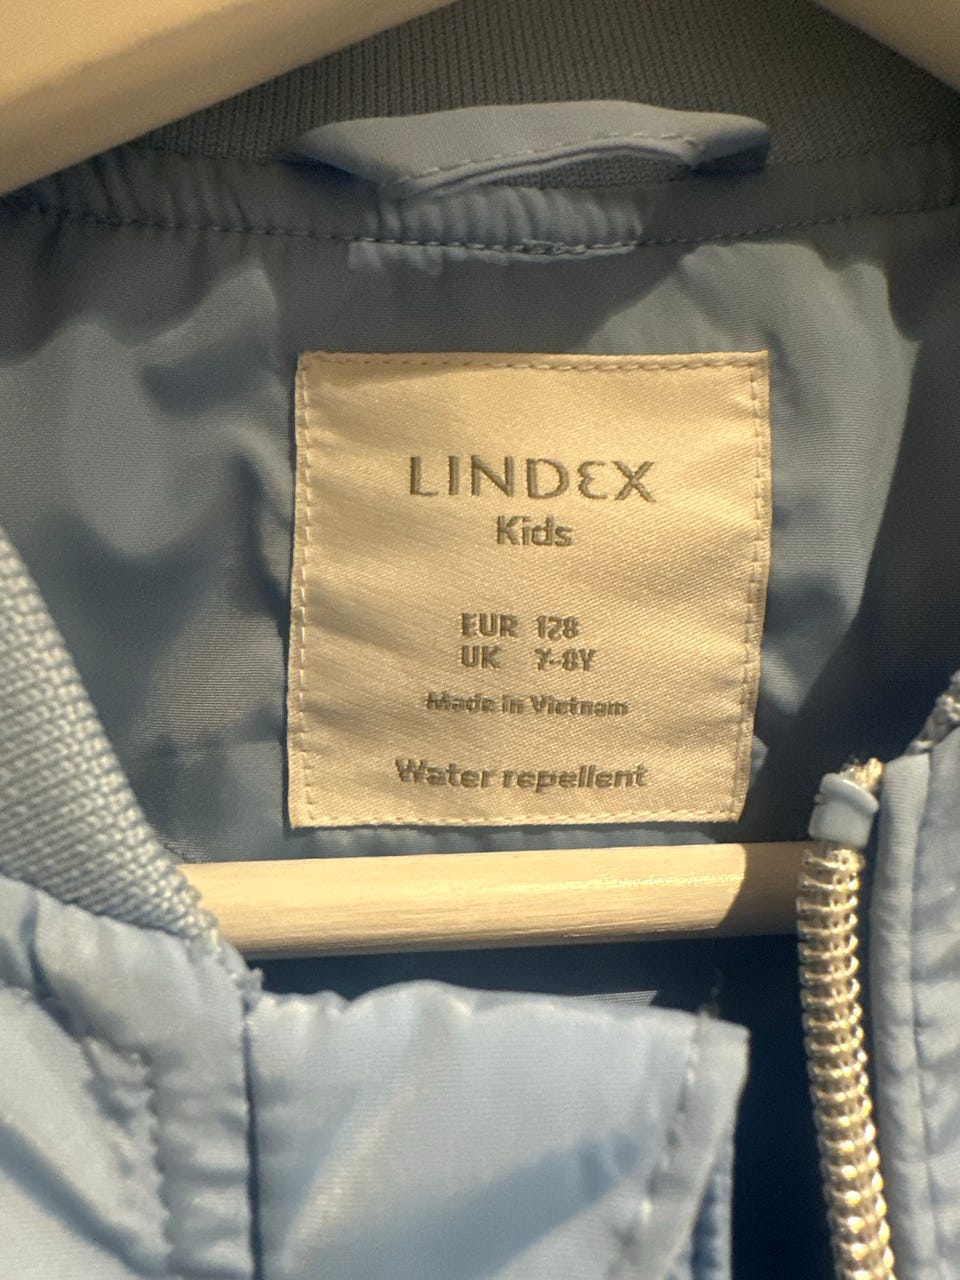 LINDEX
Kids
EUR 128
UK 7-8Y
Made in Vietnam
Water repellent